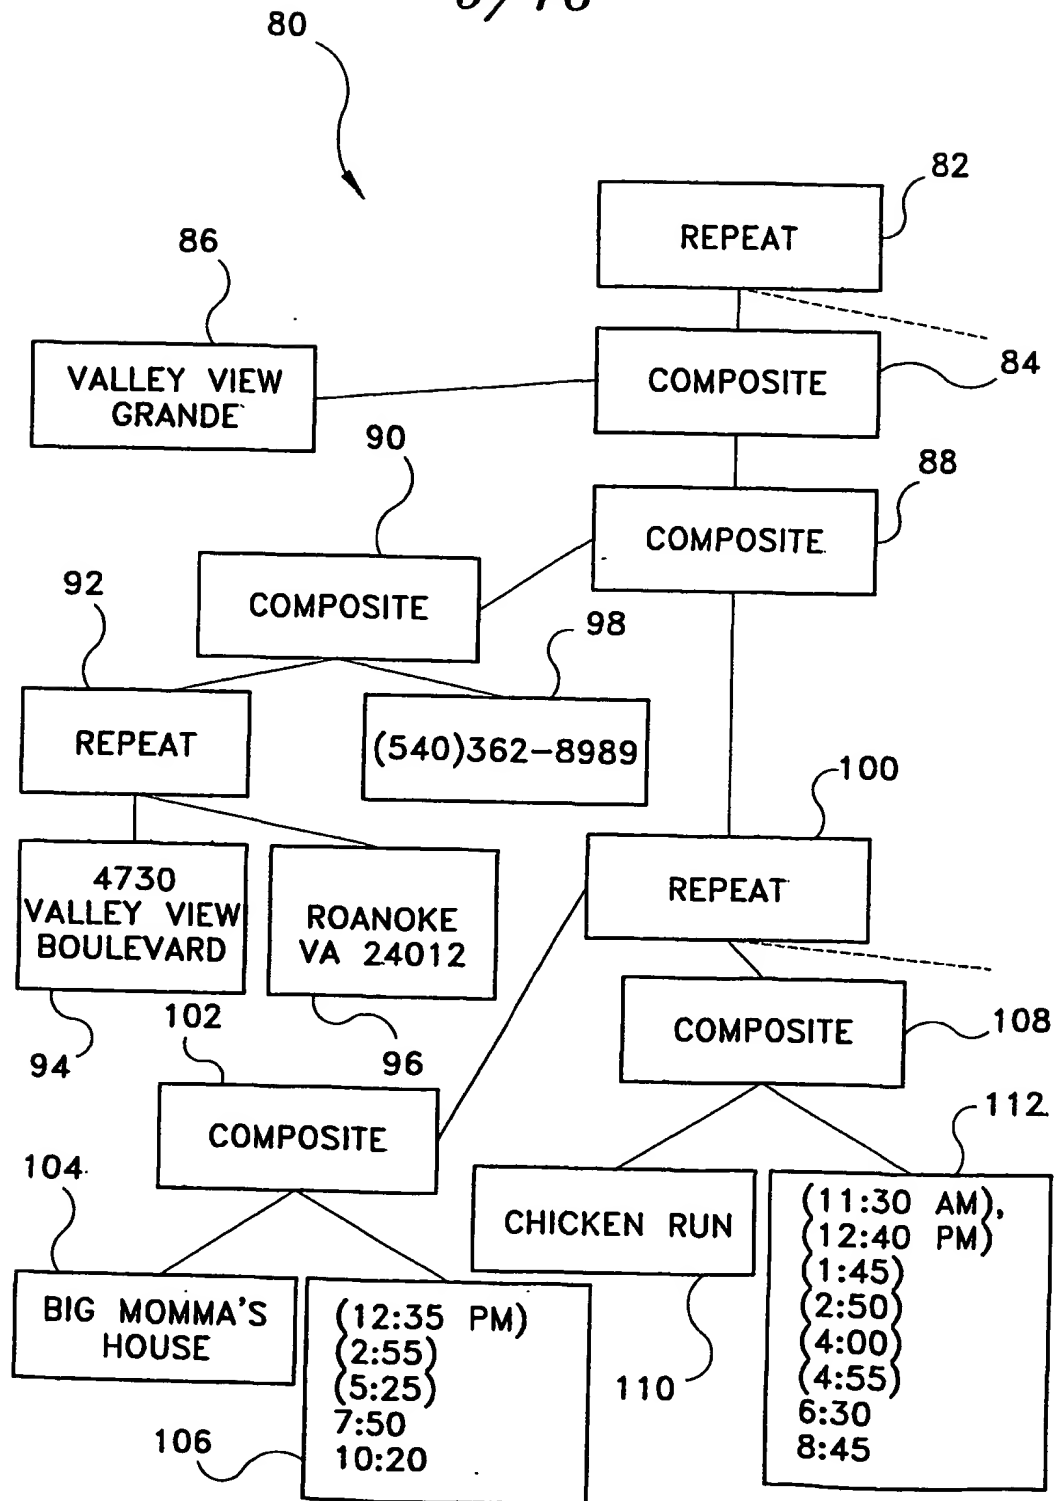 80
82
REPEAT
86
VALLEY VIEW
GRANDE
84
COMPOSITE
90
88
COMPOSITE
COMPOSITE
92
98
REPEAT
(540)362-8989
100
REPEAT
4730
VALLEY VIEW
BOULEVARD
ROANOKE
VA 24012
94
96
102
COMPOSITE
108
COMPOSITE
104
112
CHICKEN RUN
110
(11:30 AM),
(12:40 PM)
(1:45)
(2:50)
(4:00)
(4:55)
6:30
8:45
BIG MOMMA'S
HOUSE
(12:35 PM)
(2:55)
(5:25)
7:50
10:20
106